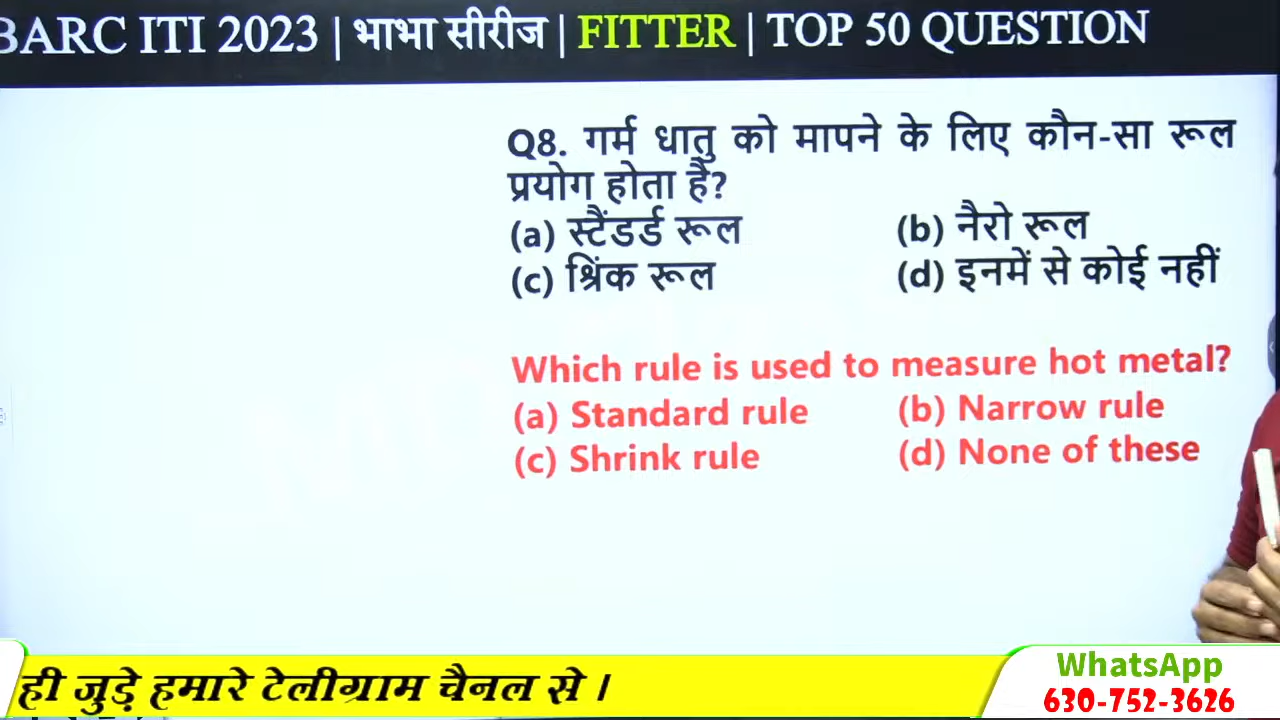 BARC ITI 2023 | भाभा सीरीज | FITTER | TOP 50 QUESTION
Q8. गर्म धातु को मापने के लिए कौन-सा रूल
प्रयोग होता है?
(a) स्टैंडर्ड रूल (b) नैरो रूल
(c) श्रिंक रूल (d) इनमें से कोई नहीं
Which rule is used to measure hot metal?
(a) Standard rule (b) Narrow rule
(c) Shrink rule (d) None of these
ही जुड़े हमारे टेलीग्राम चैनल से ।
WhatsApp
630-752-3626